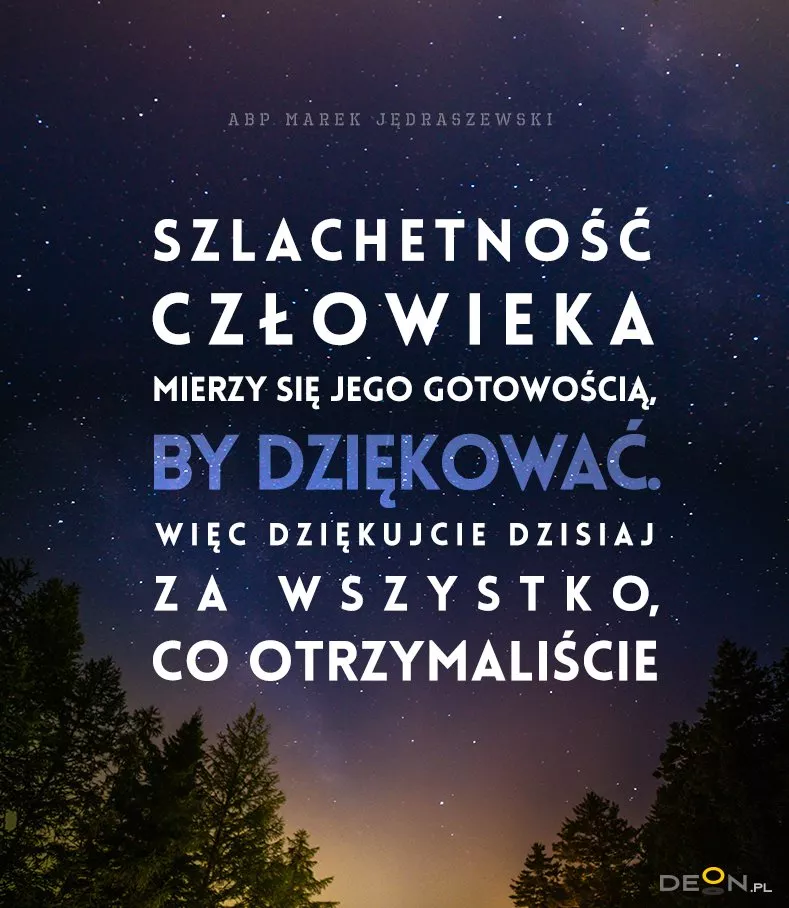 ABP MAREK JĘDRASZEWSKI
SZLACHETNOŚĆ
CZŁOWIEKA
MIERZY SIĘ JEGO GOTOWOŚCIĄ,
BY DZIĘKOWAĆ.
WIĘC DZIĘKUJCIE DZISIAJ
ZA WSZYSTKO,
CO OTRZYMALIŚCIE
DEON.PL